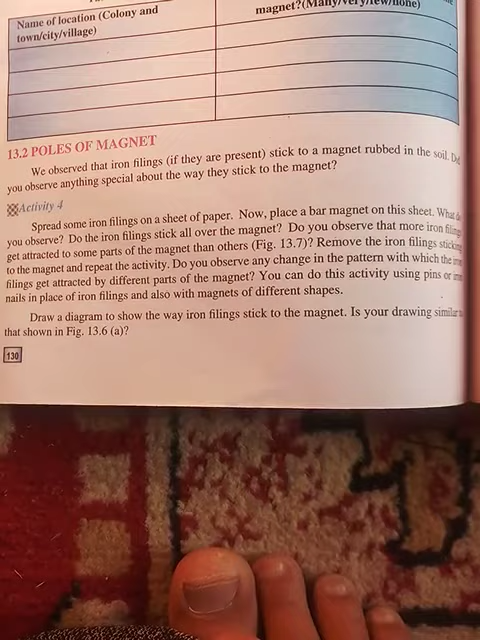 Name of location (Colony and
town/city/village)
magnet?(Many/very/few/none)
13.2 POLES OF MAGNET
We observed that iron filings (if they are present) stick to a magnet rubbed in the soil. Did
you observe anything special about the way they stick to the magnet?
Activity 4
Spread some iron filings on a sheet of paper. Now, place a bar magnet on this sheet. What
you observe? Do the iron filings stick all over the magnet? Do you observe that more iron filings
get attracted to some parts of the magnet than others (Fig. 13.7)? Remove the iron filings sticking
to the magnet and repeat the activity. Do you observe any change in the pattern with which the
filings get attracted by different parts of the magnet? You can do this activity using pins or
nails in place of iron filings and also with magnets of different shapes.
Draw a diagram to show the way iron filings stick to the magnet. Is your drawing similar
that shown in Fig. 13.6 (a)?
130